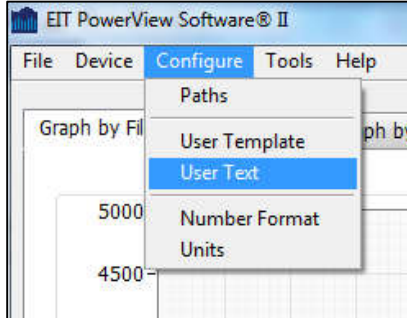 EIT PowerView Software® II
File Device Configure Tools Help
Paths
Graph by Fil
ph by
User Template
User Text
5000
Number Format
Units
4500